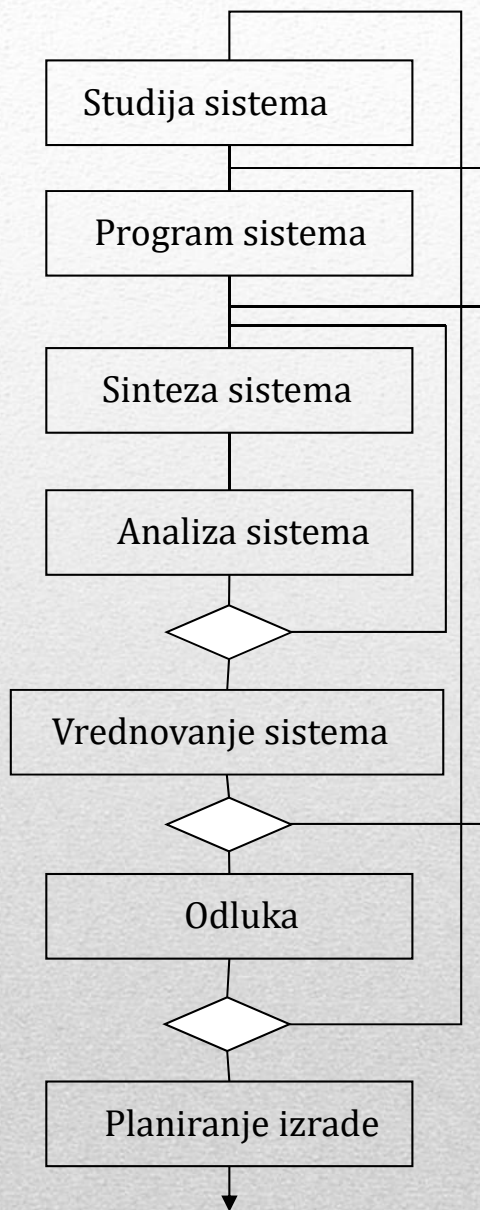 Studija sistema
Program sistema
Sinteza sistema
Analiza sistema
Vrednovanje sistema
Odluka
Planiranje izrade